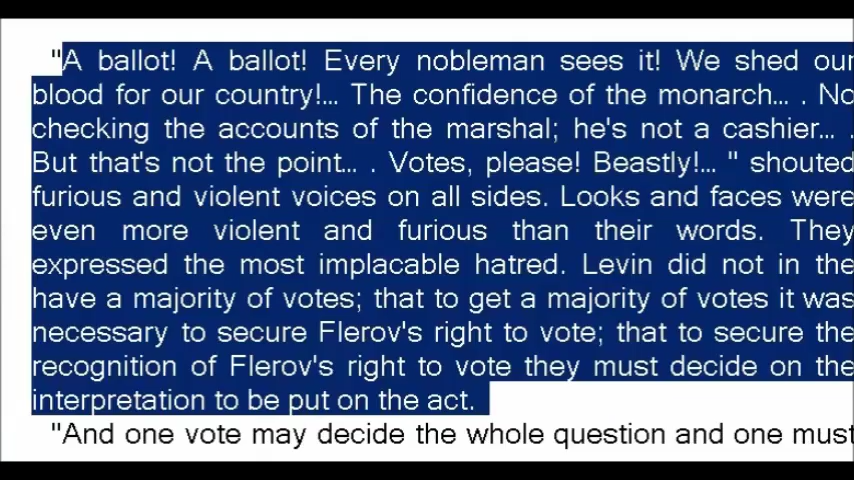 "A ballot! A ballot! Every nobleman sees it! We shed our
blood for our country!... The confidence of the monarch... . No
checking the accounts of the marshal; he's not a cashier... .
But that's not the point... . Votes, please! Beastly!... " shouted
furious and violent voices on all sides. Looks and faces were
even more violent and furious than their words. They
expressed the most implacable hatred. Levin did not in the
have a majority of votes; that to get a majority of votes it was
necessary to secure Flerov's right to vote; that to secure the
recognition of Flerov's right to vote they must decide on the
interpretation to be put on the act.
"And one vote may decide the whole question and one must